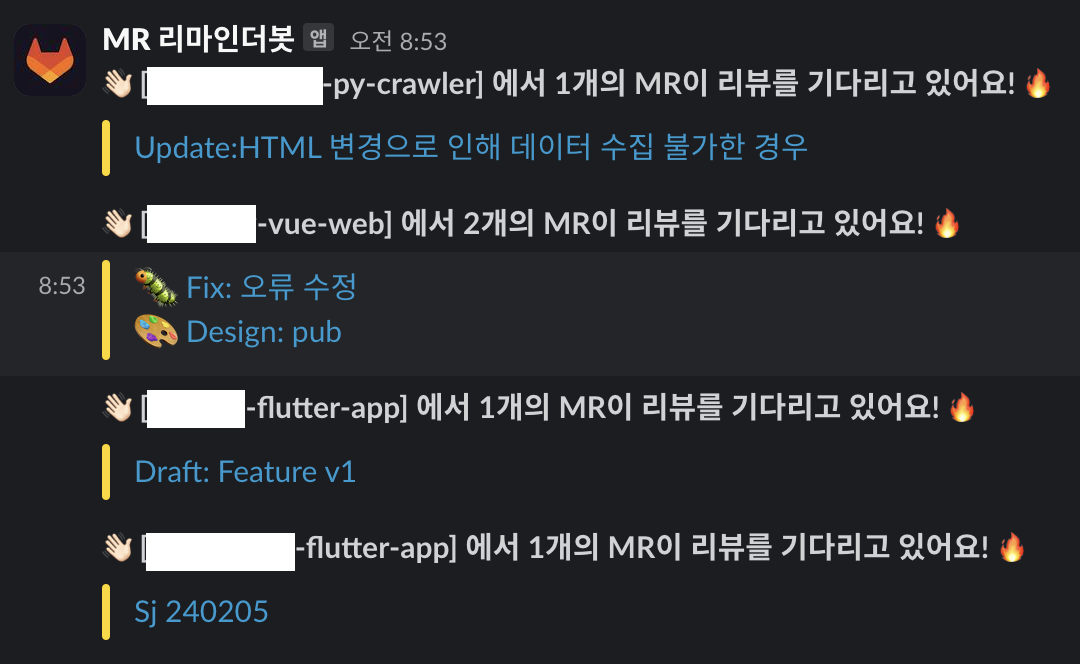 MR 리마인더봇 앱 오전 8:53
👋🏻 [-py-crawler] 에서 1개의 MR이 리뷰를 기다리고 있어요! 🔥
Update:HTML 변경으로 인해 데이터 수집 불가한 경우
👋🏻 [-vue-web] 에서 2개의 MR이 리뷰를 기다리고 있어요! 🔥
8:53
🐛 Fix: 오류 수정
🎨 Design: pub
👋🏻 [-flutter-app] 에서 1개의 MR이 리뷰를 기다리고 있어요! 🔥
Draft: Feature v1
👋🏻 [-flutter-app] 에서 1개의 MR이 리뷰를 기다리고 있어요! 🔥
Sj 240205